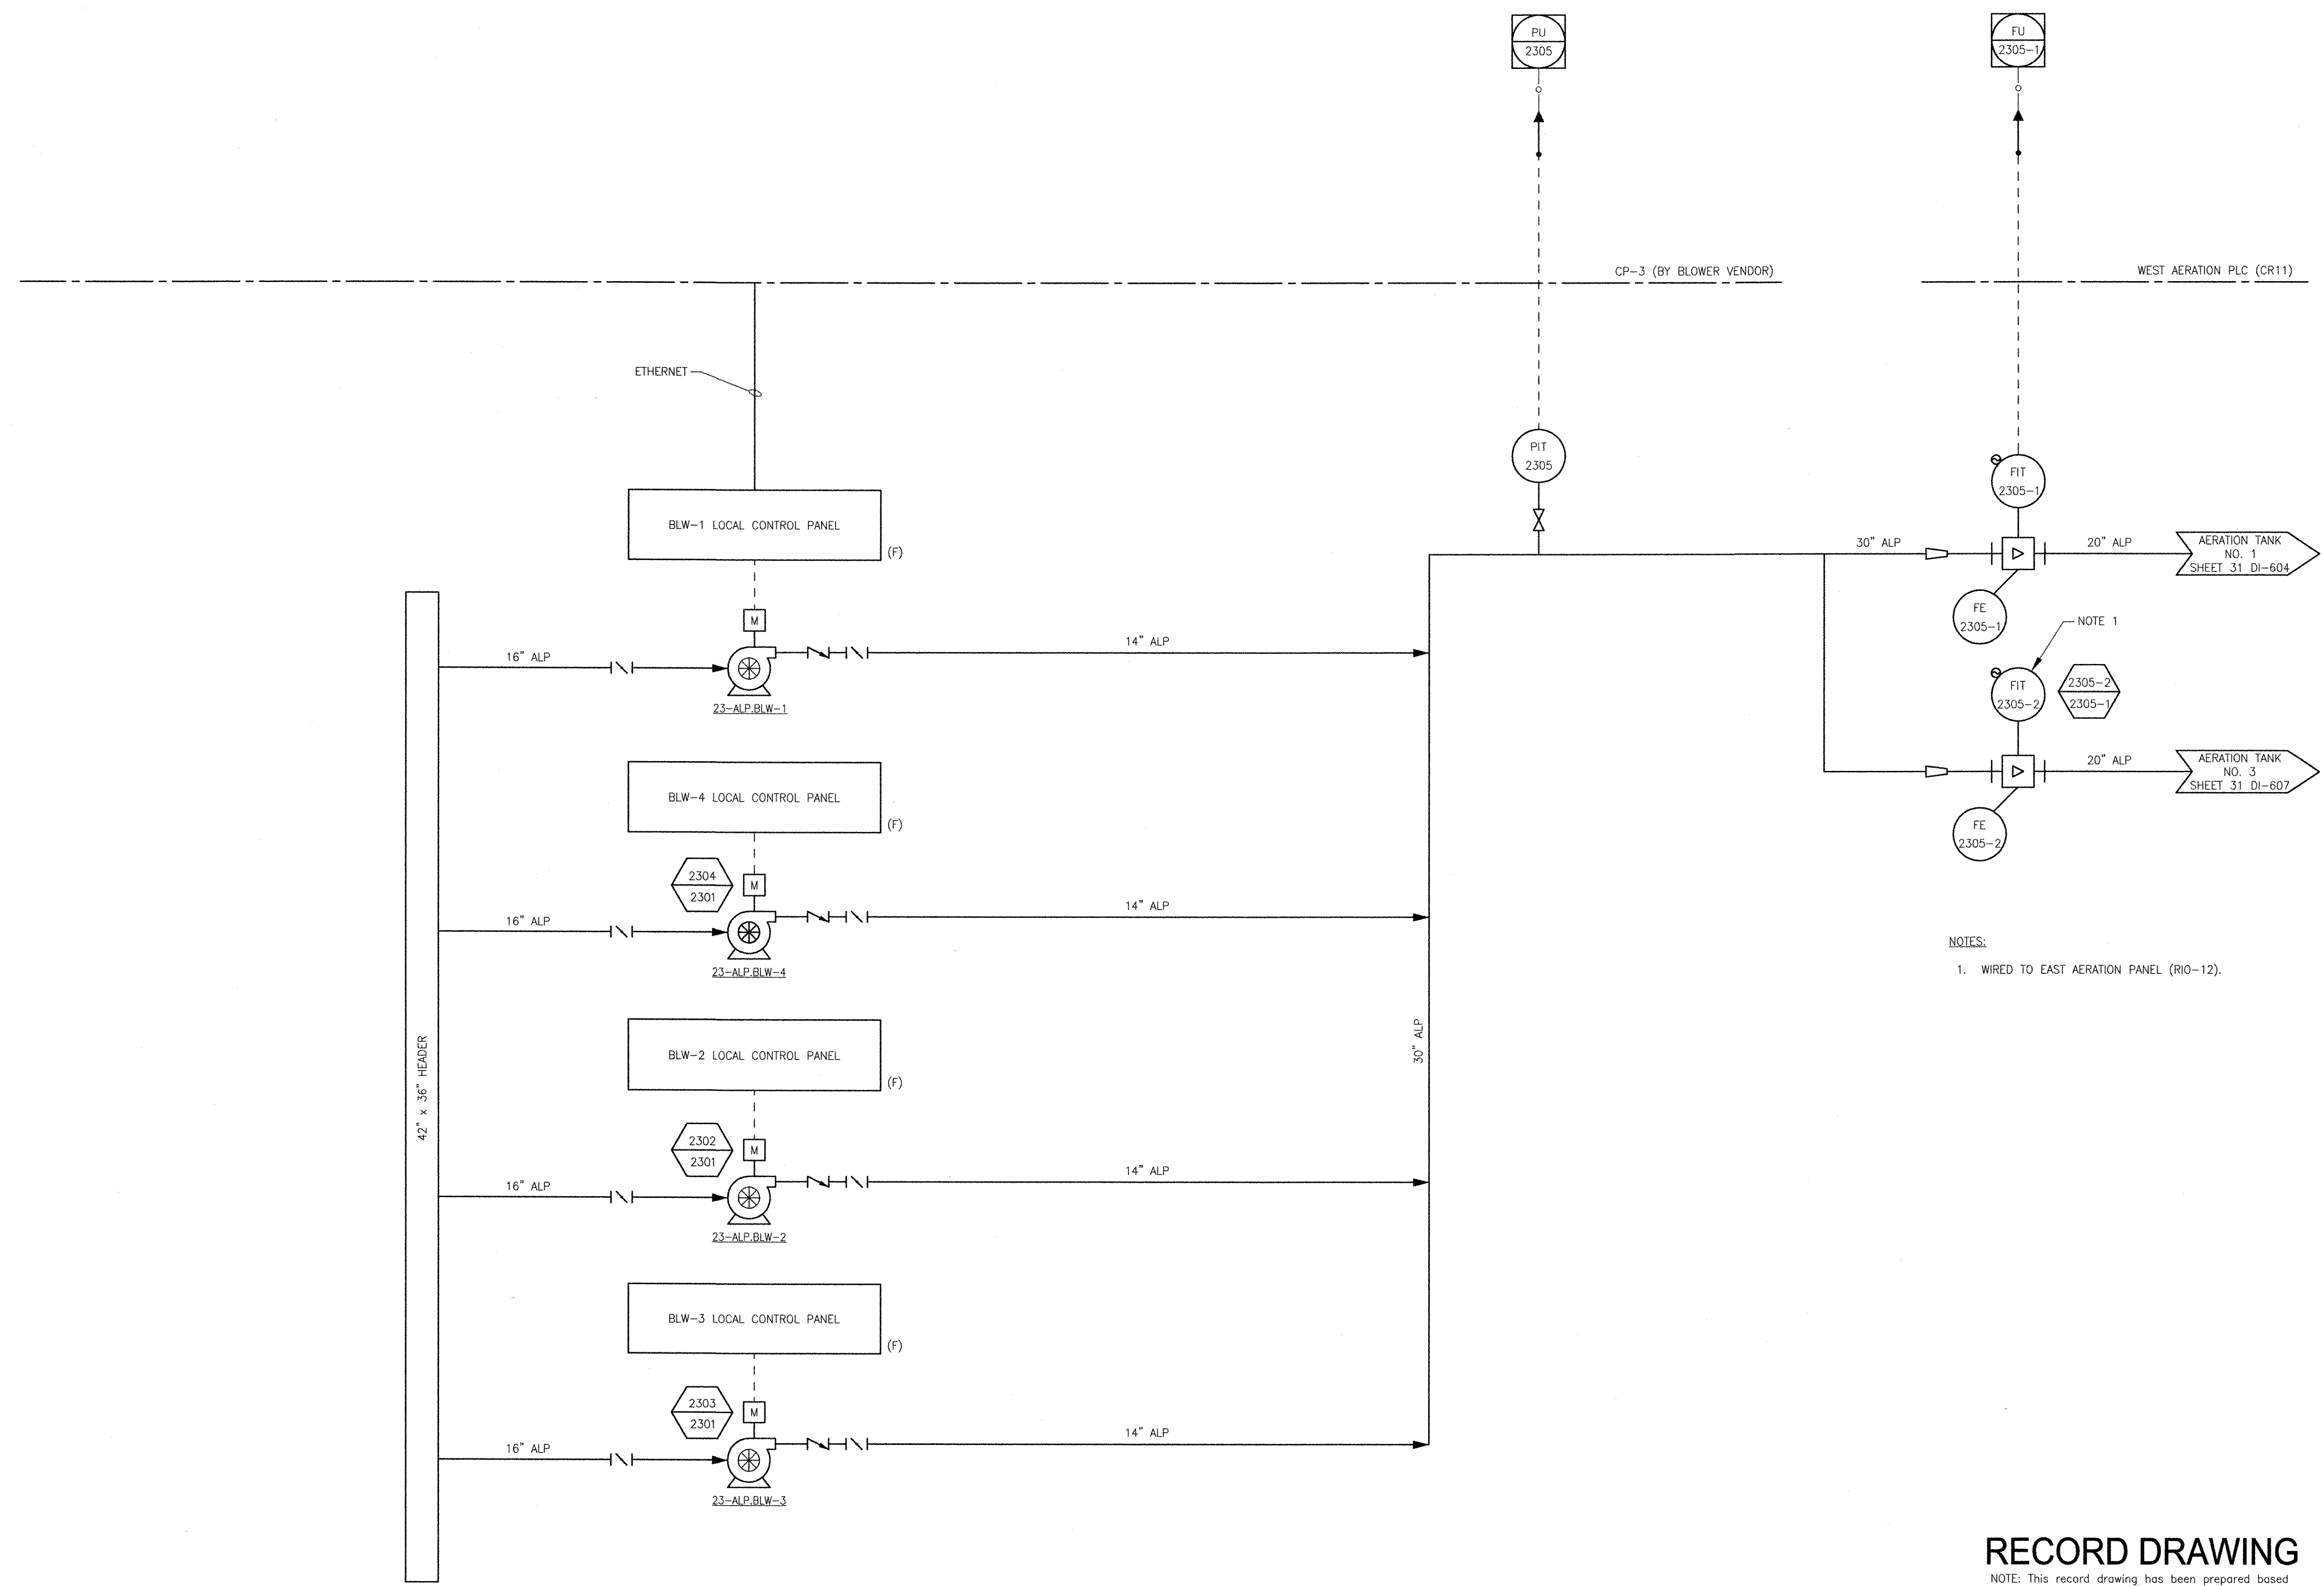 PU
2305
FU
2305-1
CP-3 (BY BLOWER VENDOR)
WEST AERATION PLC (CR11)
ETHERNET
PIT
2305
FIT
2305-1
BLW-1 LOCAL CONTROL PANEL
(F)
30" ALP
20" ALP
AERATION TANK
NO. 1
SHEET 31 DI-604
FE
2305-1
NOTE 1
M
16" ALP
14" ALP
23-ALP.BLW-1
FIT
2305-2
2305-2
2305-1
20" ALP
AERATION TANK
NO. 3
SHEET 31 DI-607
FE
2305-2
BLW-4 LOCAL CONTROL PANEL
(F)
2304
2301
M
16" ALP
14" ALP
23-ALP.BLW-4
NOTES:
1. WIRED TO EAST AERATION PANEL (RIO-12).
42" x 36" HEADER
30" ALP
BLW-2 LOCAL CONTROL PANEL
(F)
2302
2301
M
16" ALP
14" ALP
23-ALP.BLW-2
BLW-3 LOCAL CONTROL PANEL
(F)
2303
2301
M
16" ALP
14" ALP
23-ALP.BLW-3
RECORD DRAWING
NOTE: This record drawing has been prepared based